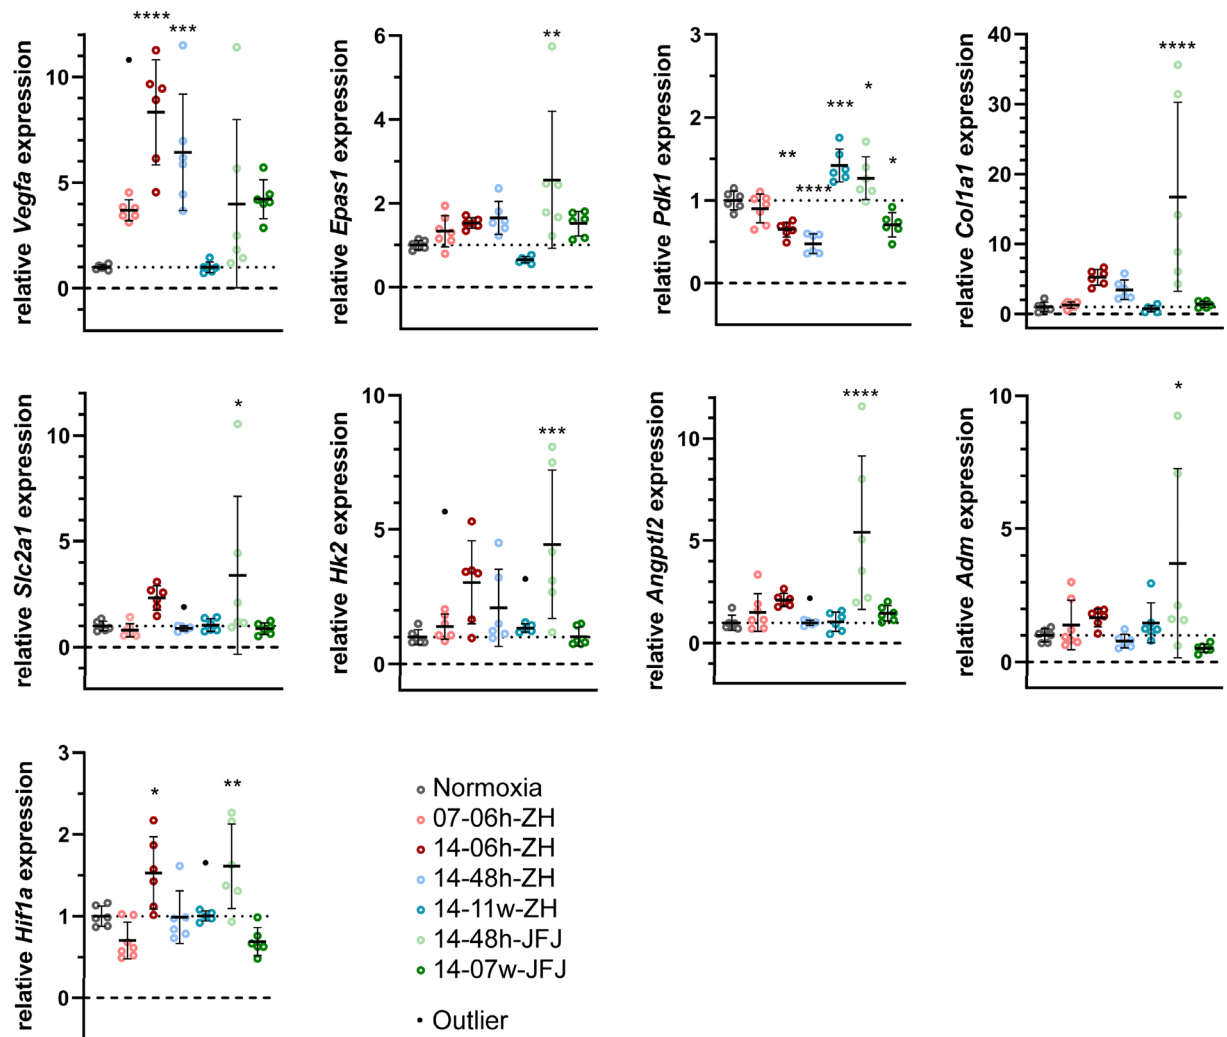 **** ***
relative Vegfa expression
10
5
0
**
relative Epas1 expression
6
4
2
0
*** * ** **** *
relative Pdk1 expression
3
2
1
0
****
relative Col1a1 expression
40
30
20
10
0
*
relative Slc2a1 expression
10
5
0
***
relative Hk2 expression
10
5
0
****
relative Angptl2 expression
10
5
0
*
relative Adm expression
10
5
0
* **
relative Hif1a expression
3
2
1
0
Normoxia
07-06h-ZH
14-06h-ZH
14-48h-ZH
14-11w-ZH
14-48h-JFJ
14-07w-JFJ
Outlier